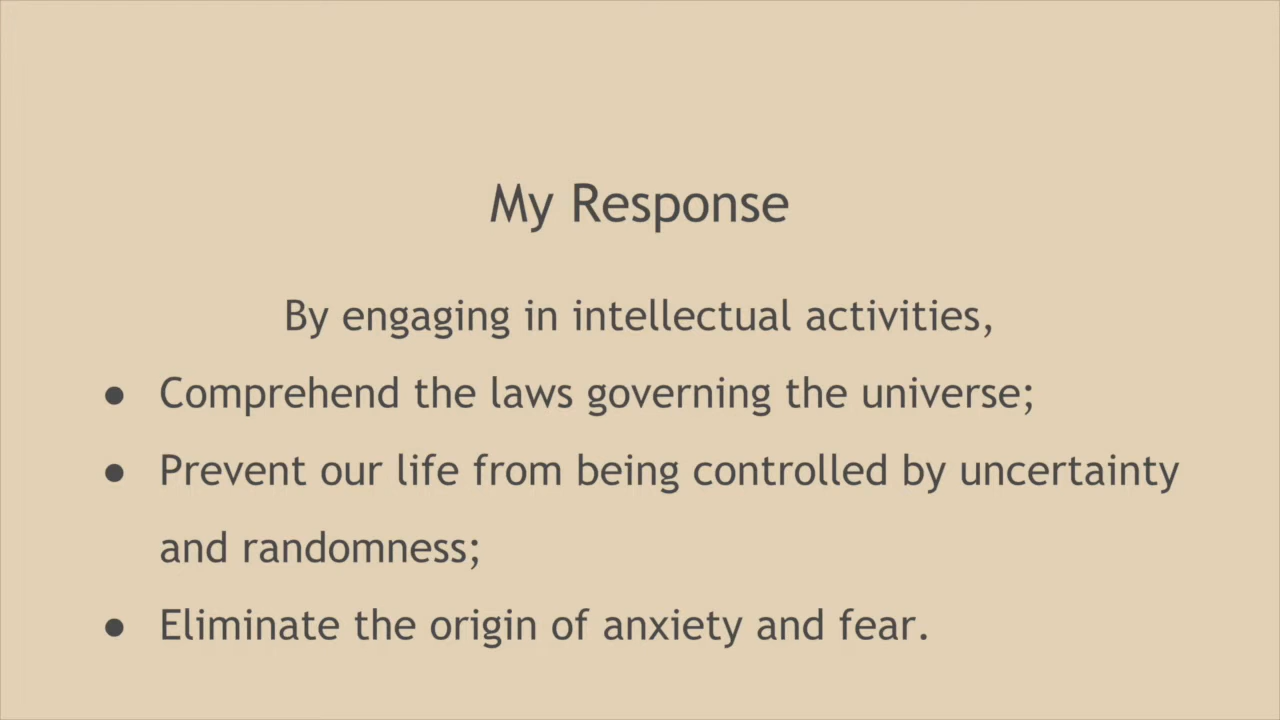 My Response
By engaging in intellectual activities,
● Comprehend the laws governing the universe;
● Prevent our life from being controlled by uncertainty
and randomness;
● Eliminate the origin of anxiety and fear.